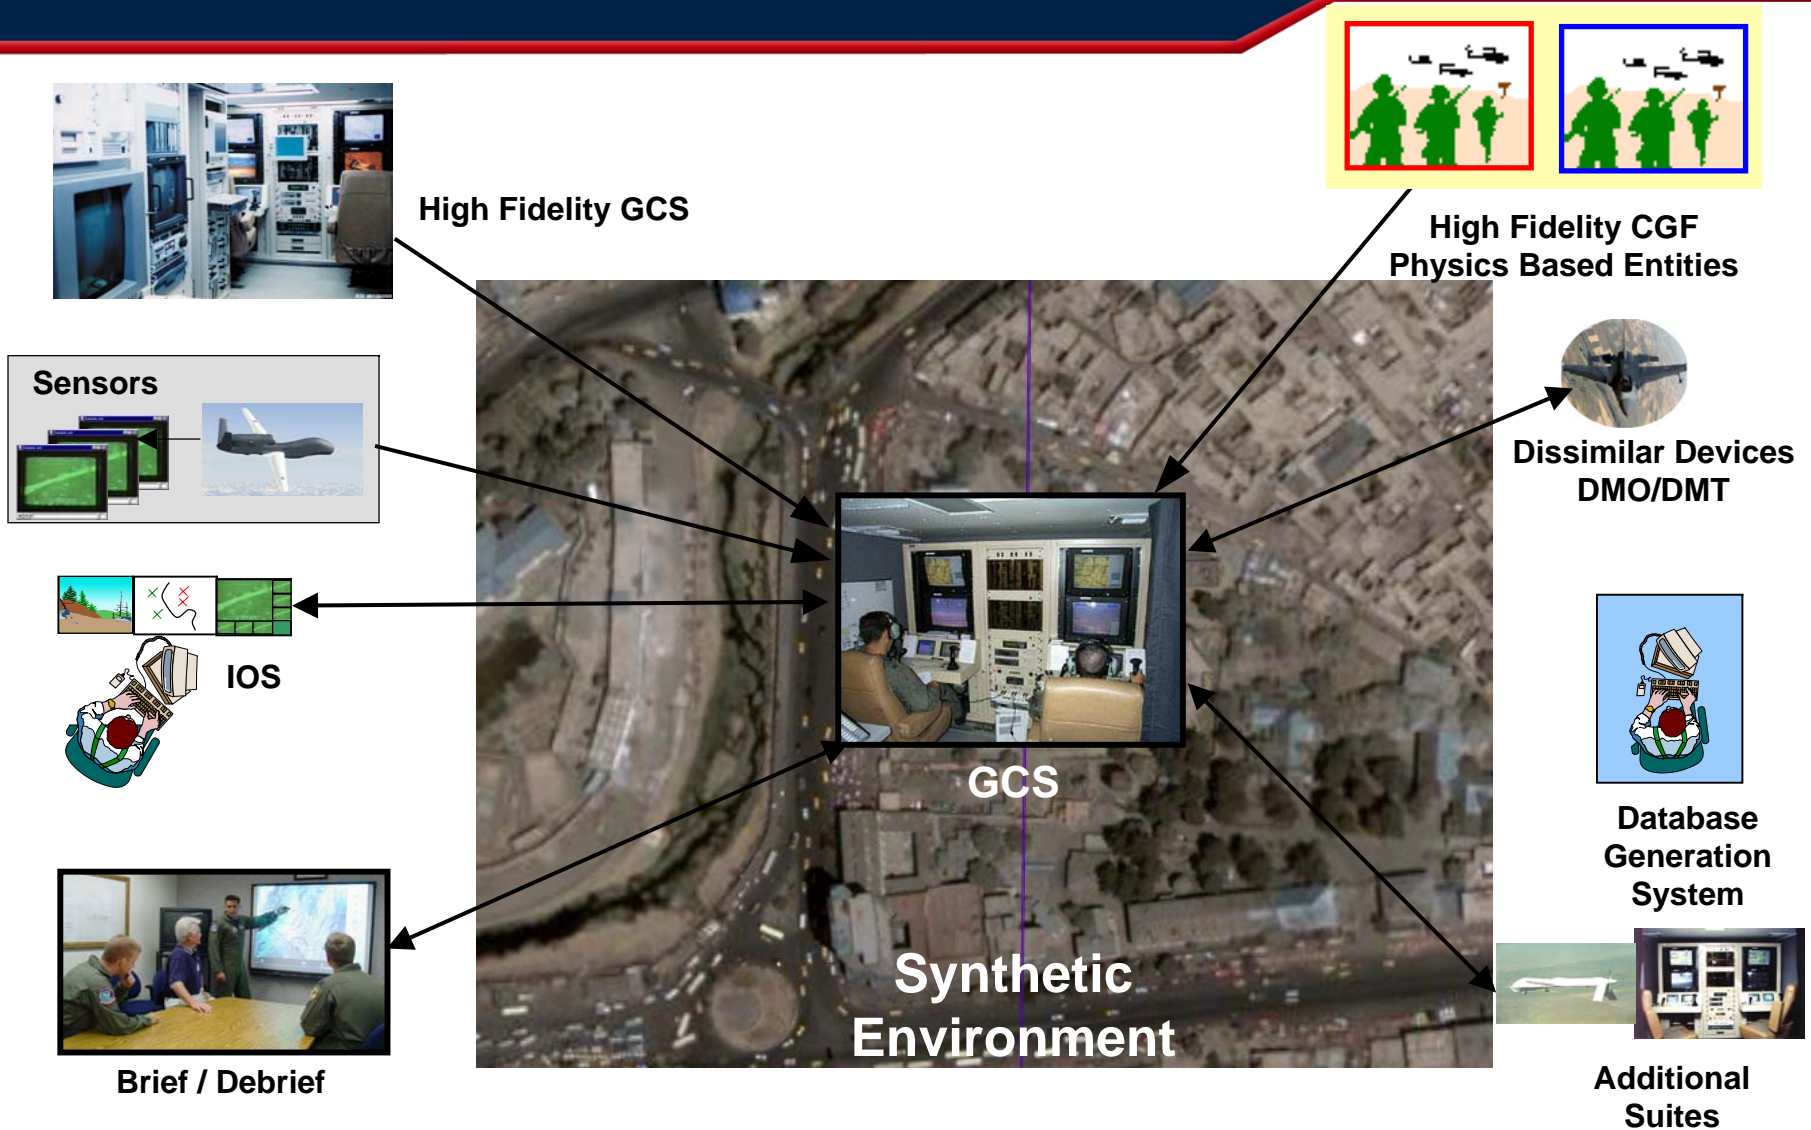 High Fidelity GCS
High Fidelity CGF
Physics Based Entities
Sensors
Dissimilar Devices
DMO/DMT
IOS
GCS
Database
Generation
System
Synthetic
Environment
Brief / Debrief
Additional
Suites